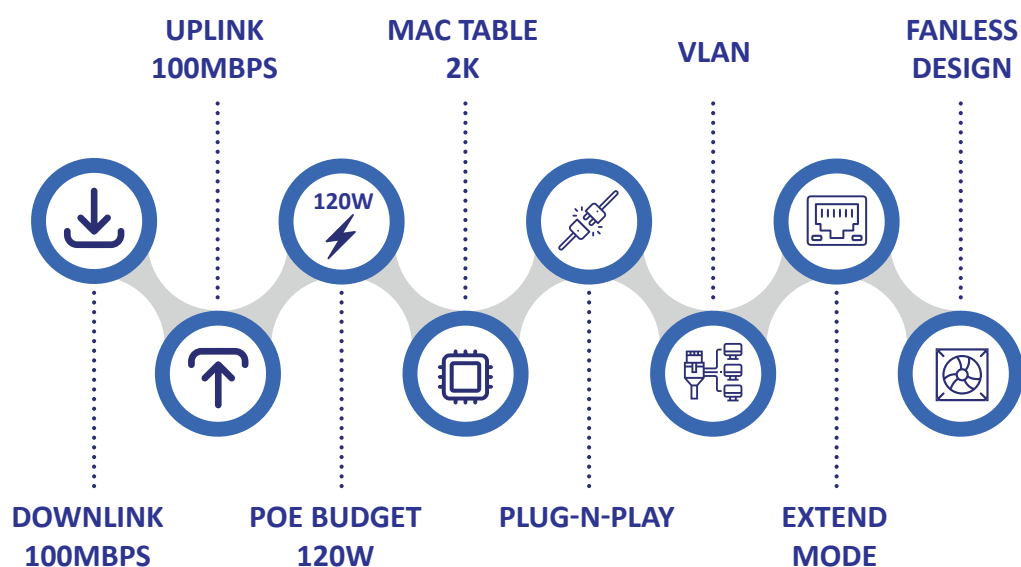 UPLINK
100MBPS
MAC TABLE
2K
VLAN
FANLESS
DESIGN
120W
DOWNLINK
100MBPS
POE BUDGET
120W
PLUG-N-PLAY
EXTEND
MODE